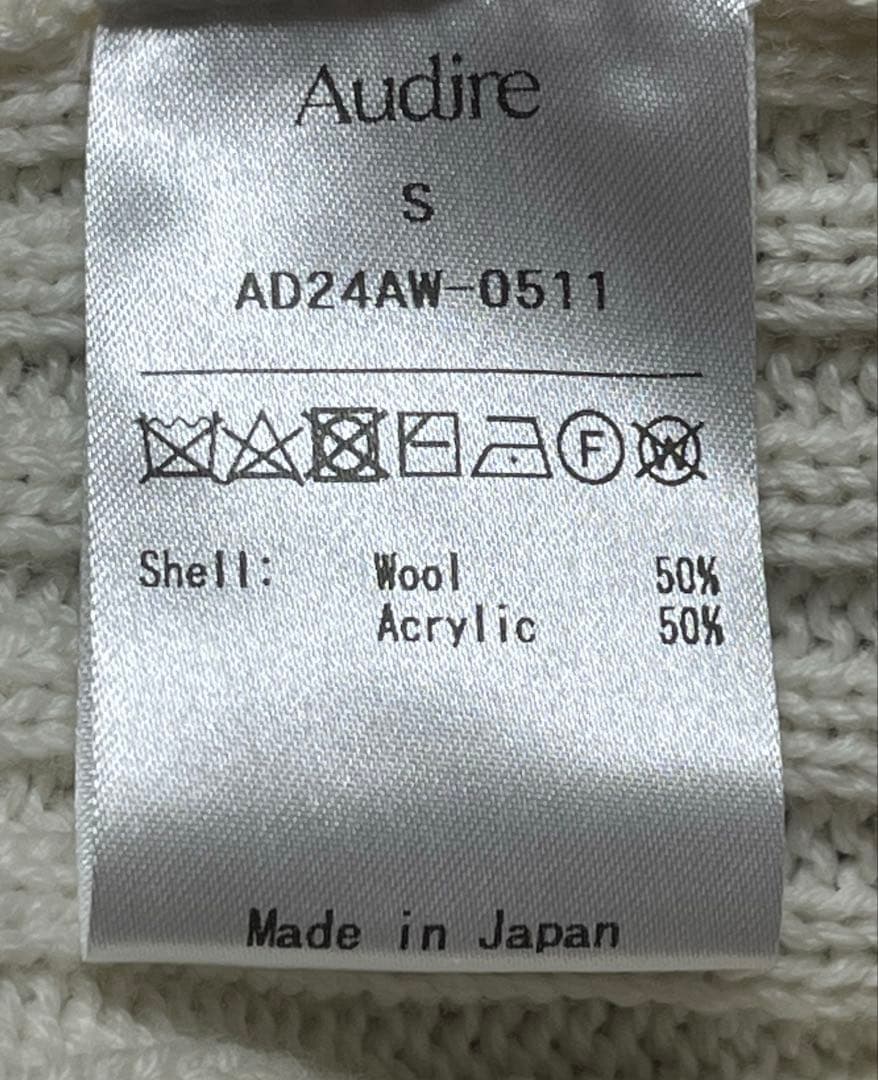 Audire
S
AD24AW-0511
F W
Shell: Wool 50%
Acrylic 50%
Made in Japan